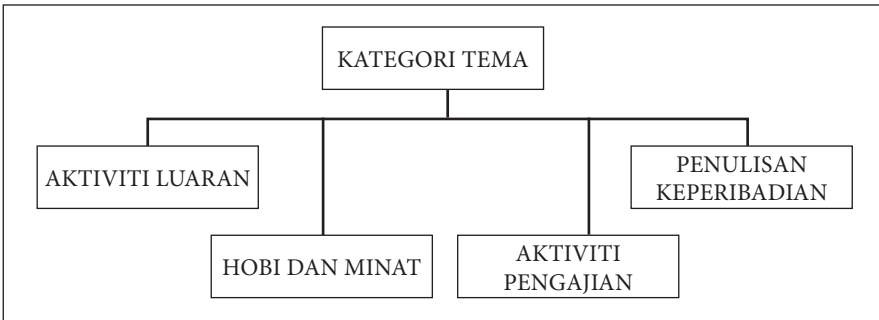 KATEGORI TEMA
AKTIVITI LUARAN
PENULISAN
KEPERIBADIAN
HOBI DAN MINAT
AKTIVITI
PENGAJIAN